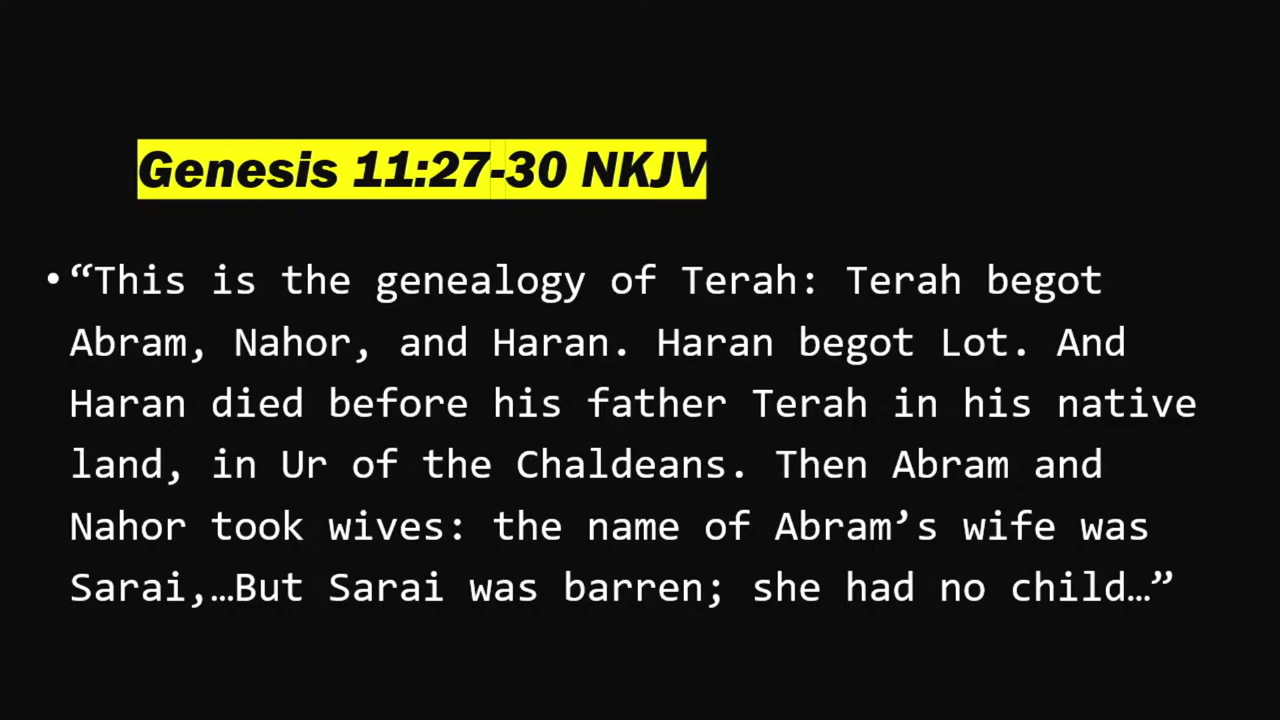 Genesis 11:27-30 NKJV
• “This is the genealogy of Terah: Terah begot
Abram, Nahor, and Haran. Haran begot Lot. And
Haran died before his father Terah in his native
land, in Ur of the Chaldeans. Then Abram and
Nahor took wives: the name of Abram’s wife was
Sarai,…But Sarai was barren; she had no child…”